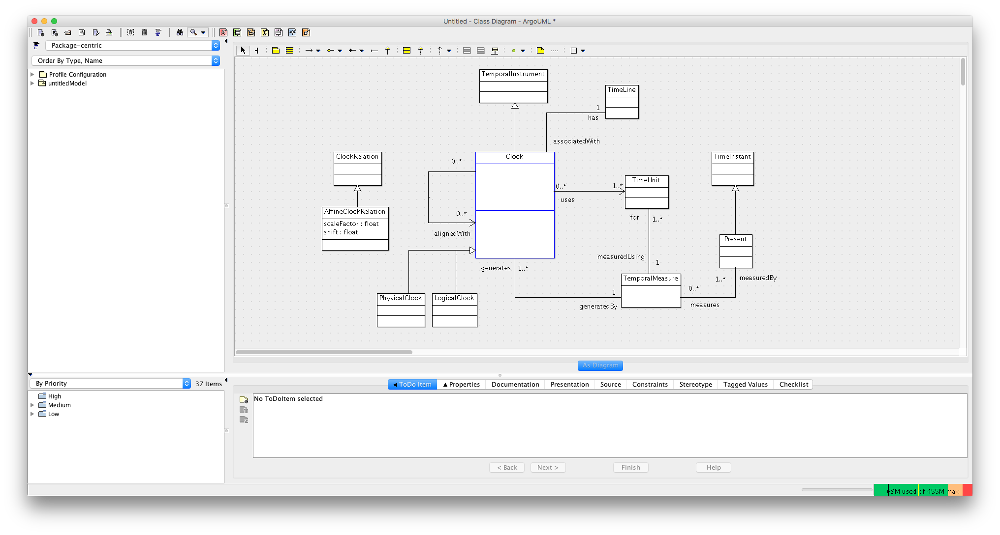 Untitled - Class Diagram - ArgoUML *
Package-centric
Order By Type, Name
Profile Configuration
untitledModel
TemporalInstrument
TimeLine
1
has
associatedWith
ClockRelation
0..*
Clock
TimeInstant
TimeUnit
0..*
1..*
uses
AffineClockRelation
scaleFactor : float
shift : float
0..*
alignedWith
for
1..*
Present
measuredUsing
1
generates
1..*
TemporalMeasure
1..*
measuredBy
0..*
1
PhysicalClock
LogicalClock
generatedBy
measures
As Diagram
By Priority
37 Items
ToDo Item
Properties
Documentation
Presentation
Source
Constraints
Stereotype
Tagged Values
Checklist
High
Medium
Low
No ToDoItem selected
< Back
Next >
Finish
Help
69M used of 455M max